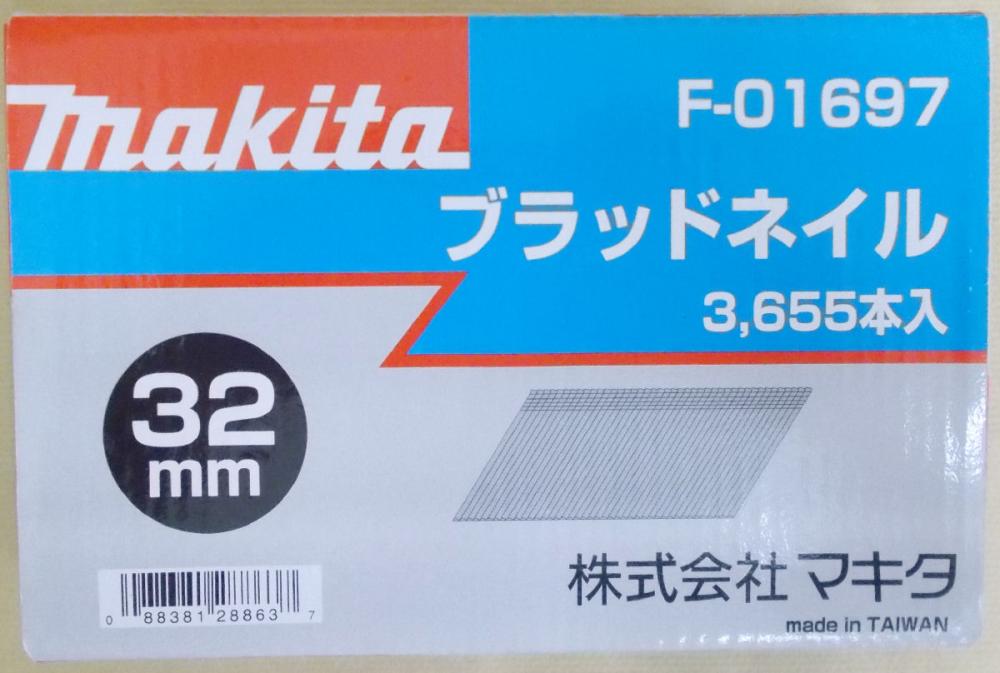 makita
F-01697
ブラッドネイル
3,655本入
32
mm
株式会社マキタ
made in TAIWAN
0 88381 28863 7